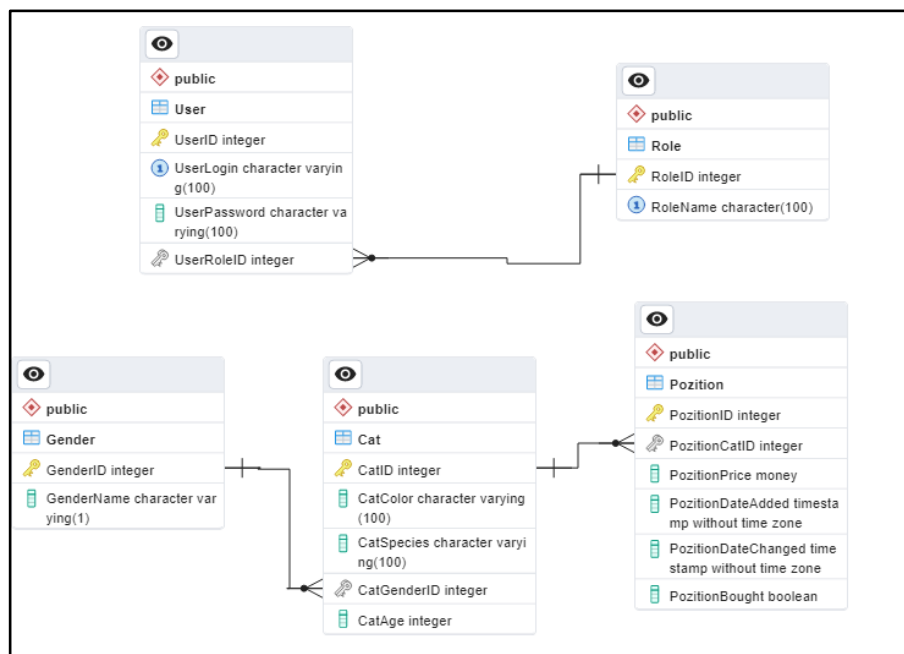 public
User
UserID integer
UserLogin character varyin
g(100)
UserPassword character va
rying(100)
UserRoleID integer
public
Role
RoleID integer
RoleName character(100)
public
Gender
GenderID integer
GenderName character var
ying(1)
public
Cat
CatID integer
CatColor character varying
(100)
CatSpecies character varyi
ng(100)
CatGenderID integer
CatAge integer
public
Pozition
PozitionID integer
PozitionCatID integer
PozitionPrice money
PozitionDateAdded timesta
mp without time zone
PozitionDateChanged time
stamp without time zone
PozitionBought boolean